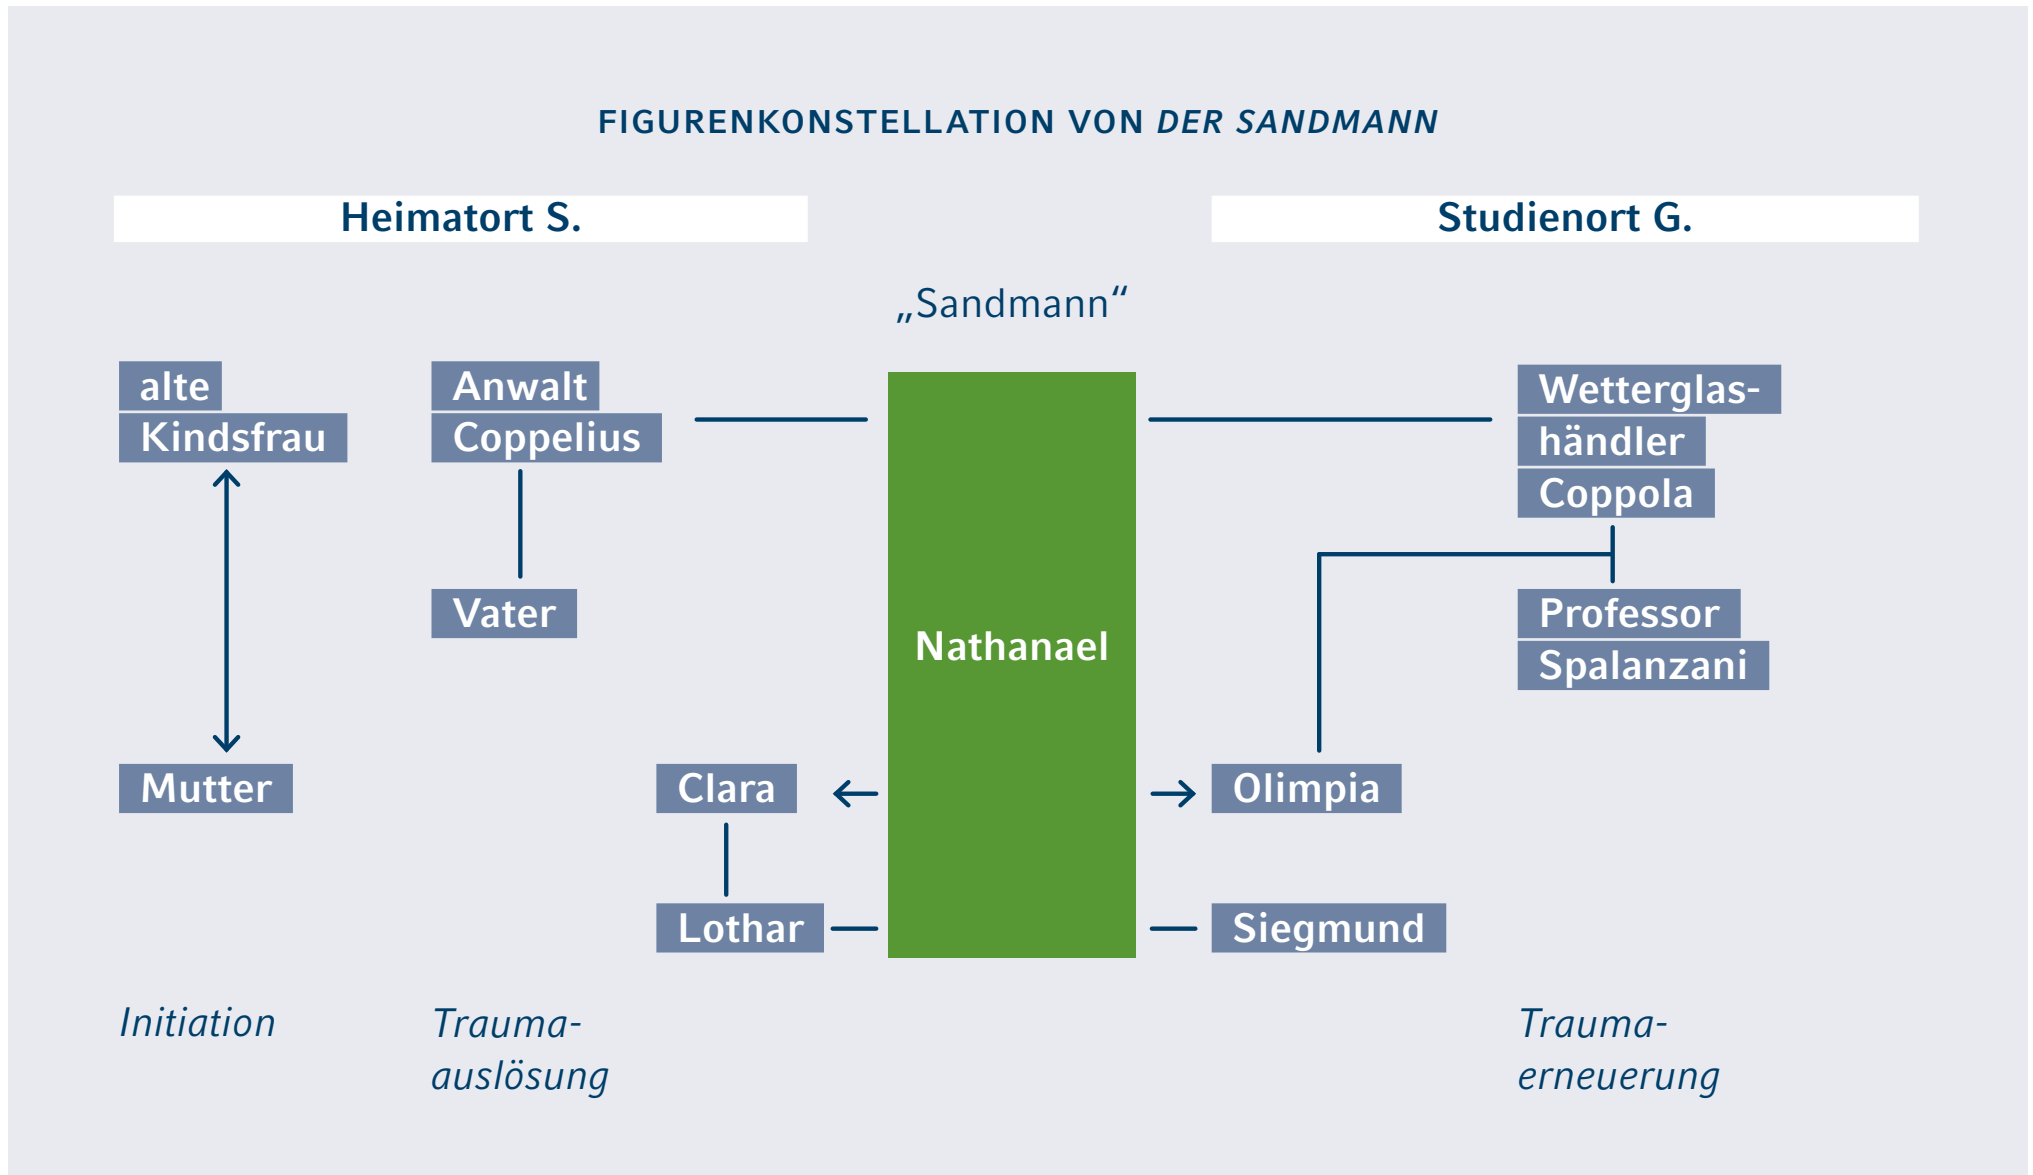 FIGURENKONSTELLATION VON DER SANDMANN
Heimatort S.
Studienort G.
„Sandmann“
alte
Kindsfrau
Anwalt
Coppelius
Wetterglas-
händler
Coppola
Vater
Nathanael
Professor
Spalanzani
Mutter
Clara
Olimpia
Lothar
Siegmund
Initiation
Trauma-
auslösung
Trauma-
erneuerung